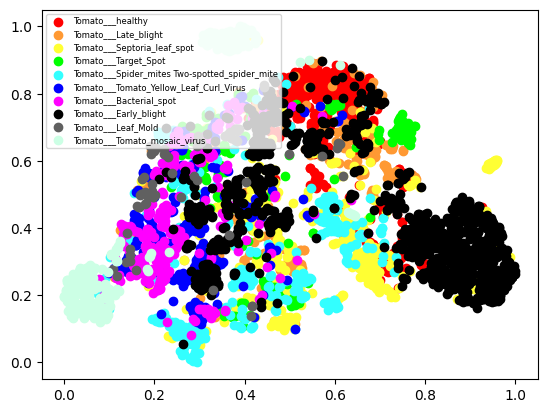 Tomato___healthy
Tomato___Late_blight
Tomato___Septoria_leaf_spot
Tomato___Target_Spot
Tomato___Spider_mites Two-spotted_spider_mite
Tomato___Tomato_Yellow_Leaf_Curl_Virus
Tomato___Bacterial_spot
Tomato___Early_blight
Tomato___Leaf_Mold
Tomato___Tomato_mosaic_virus
1.0
0.8
0.6
0.4
0.2
0.0
0.0 0.2 0.4 0.6 0.8 1.0